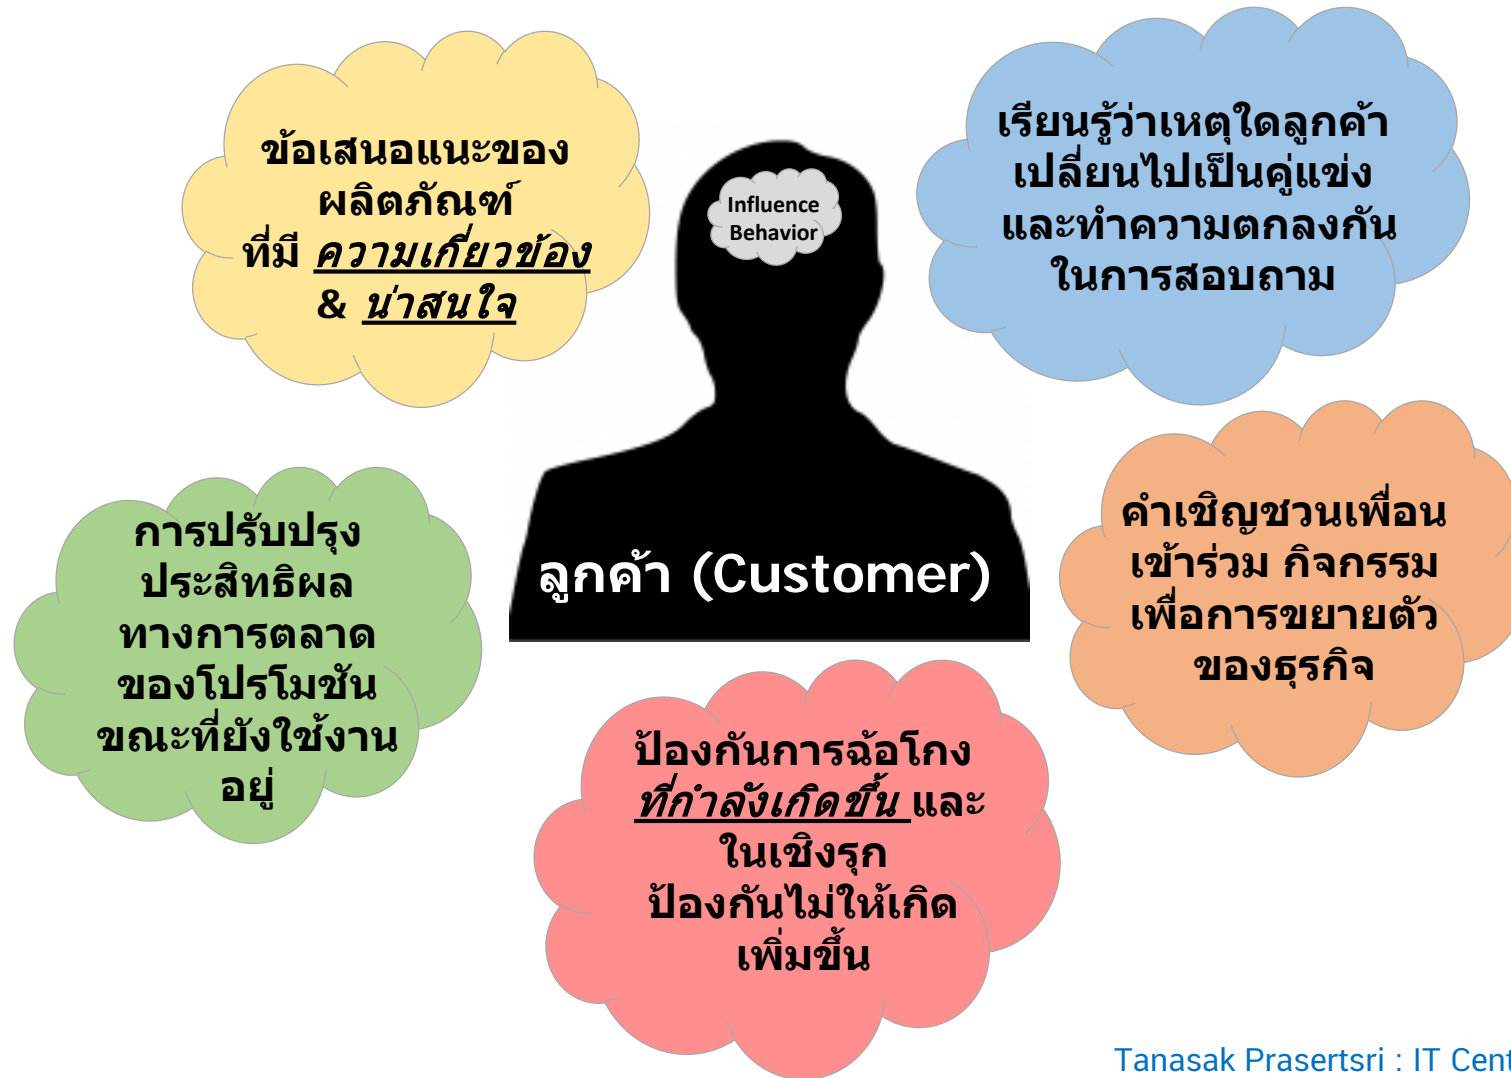 ข้อเสนอแนะของ
ผลิตภัณฑ์
ที่มี ความเกี่ยวข้อง
& น่าสนใจ
Influence
Behavior
เรียนรู้ว่าเหตุใดลูกค้า
เปลี่ยนไปเป็นคู่แข่ง
และทำความตกลงกัน
ในการสอบถาม
การปรับปรุง
ประสิทธิผล
ทางการตลาด
ของโปรโมชัน
ขณะที่ยังใช้งาน
อยู่
ลูกค้า (Customer)
คำเชิญชวนเพื่อน
เข้าร่วม กิจกรรม
เพื่อการขยายตัว
ของธุรกิจ
ป้องกันการฉ้อโกง
ที่กำลังเกิดขึ้น และ
ในเชิงรุก
ป้องกันไม่ให้เกิด
เพิ่มขึ้น
Tanasak Prasertsri : IT Cent